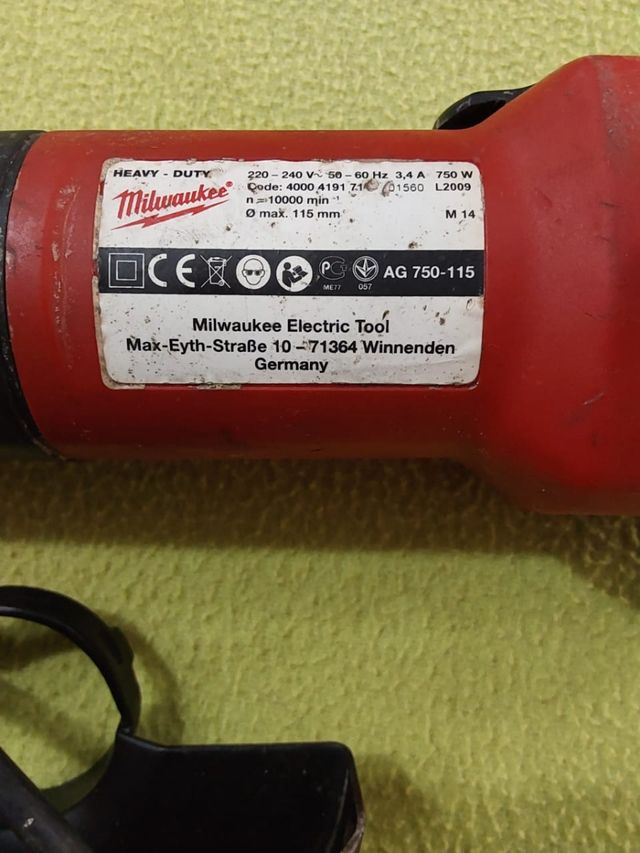 HEAVY - DUTY
Milwaukee®
220 – 240 V~ 50 – 60 Hz 3,4 A 750 W
Code: 4000 4191 71 01560 L2009
n = 10000 min⁻¹
Ø max. 115 mm M 14
CE
ME77
057
AG 750-115
Milwaukee Electric Tool
Max-Eyth-Straße 10 – 71364 Winnenden
Germany